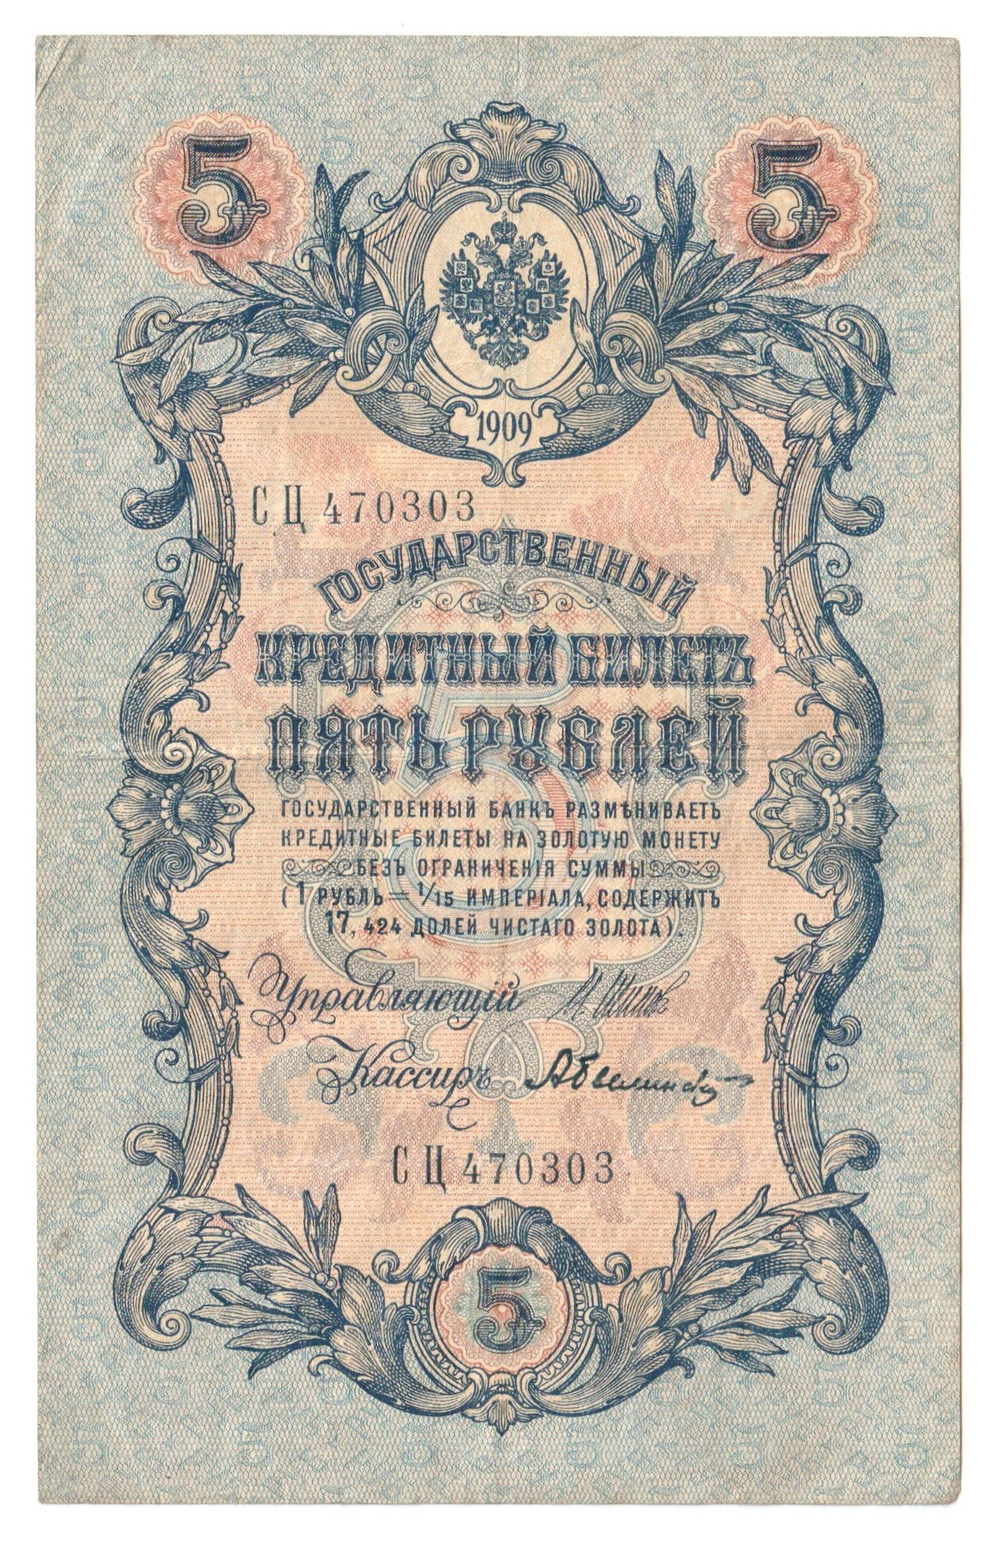 5 5
1909
СЦ 470303
ГОСУДАРСТВЕННЫЙ
КРЕДИТНЫЙ БИЛЕТЪ
ПЯТЬ РУБЛЕЙ
ГОСУДАРСТВЕННЫЙ БАНКЪ РАЗМѢНИВАЕТЪ
КРЕДИТНЫЕ БИЛЕТЫ НА ЗОЛОТУЮ МОНЕТУ
БЕЗЪ ОГРАНИЧЕНІЯ СУММЫ
(1 РУБЛЬ — 1/15 ИМПЕРІАЛА, СОДЕРЖИТЪ
17,424 ДОЛЕЙ ЧИСТАГО ЗОЛОТА).
Управляющій
Кассиръ
СЦ 470303
5